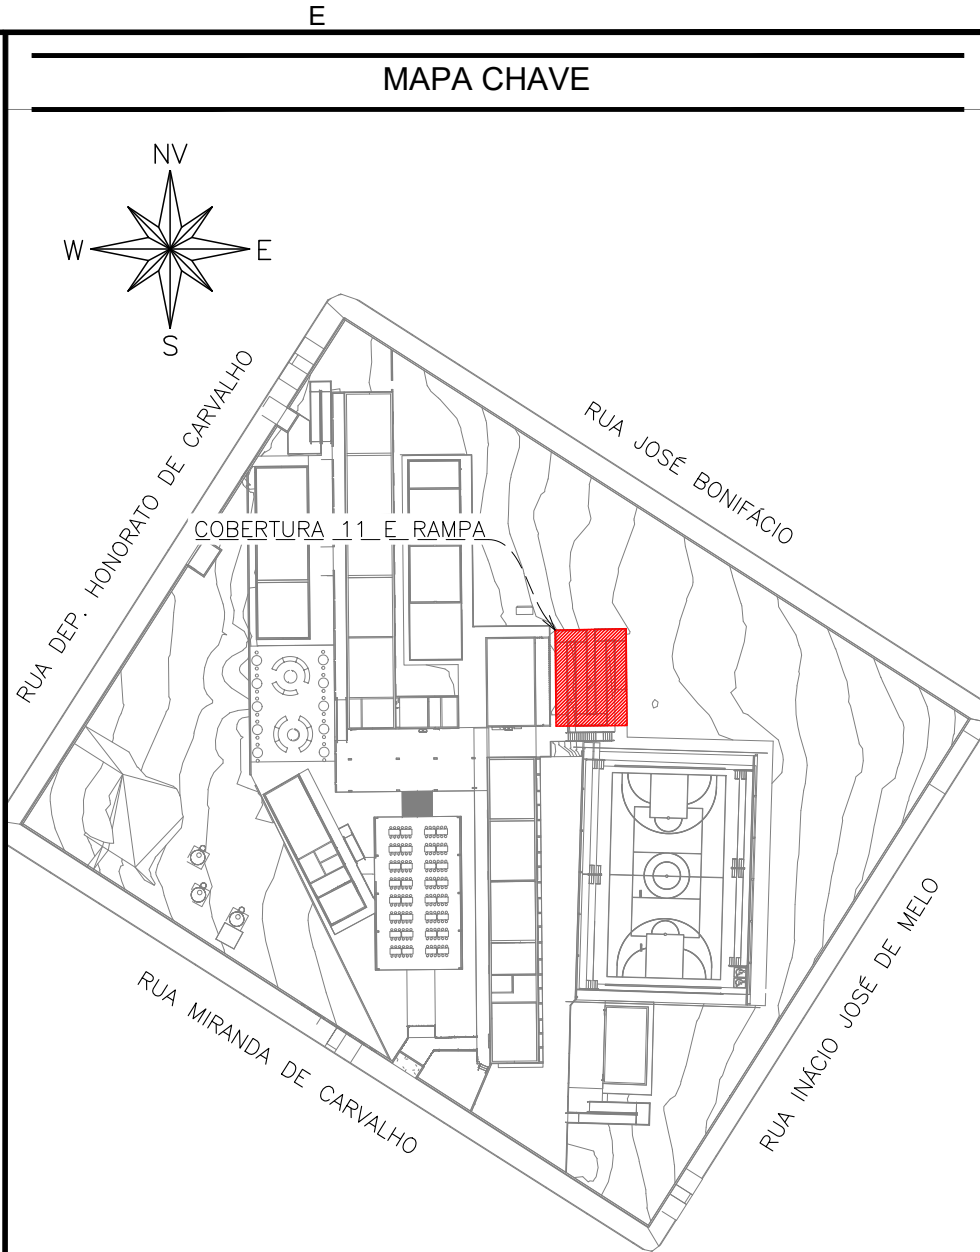 E
MAPA CHAVE
NV
W E
S
RUA DEP. HONORATO DE CARVALHO
RUA JOSÉ BONIFÁCIO
COBERTURA 11 E RAMPA
RUA MIRANDA DE CARVALHO
RUA INÁCIO JOSÉ DE MELO